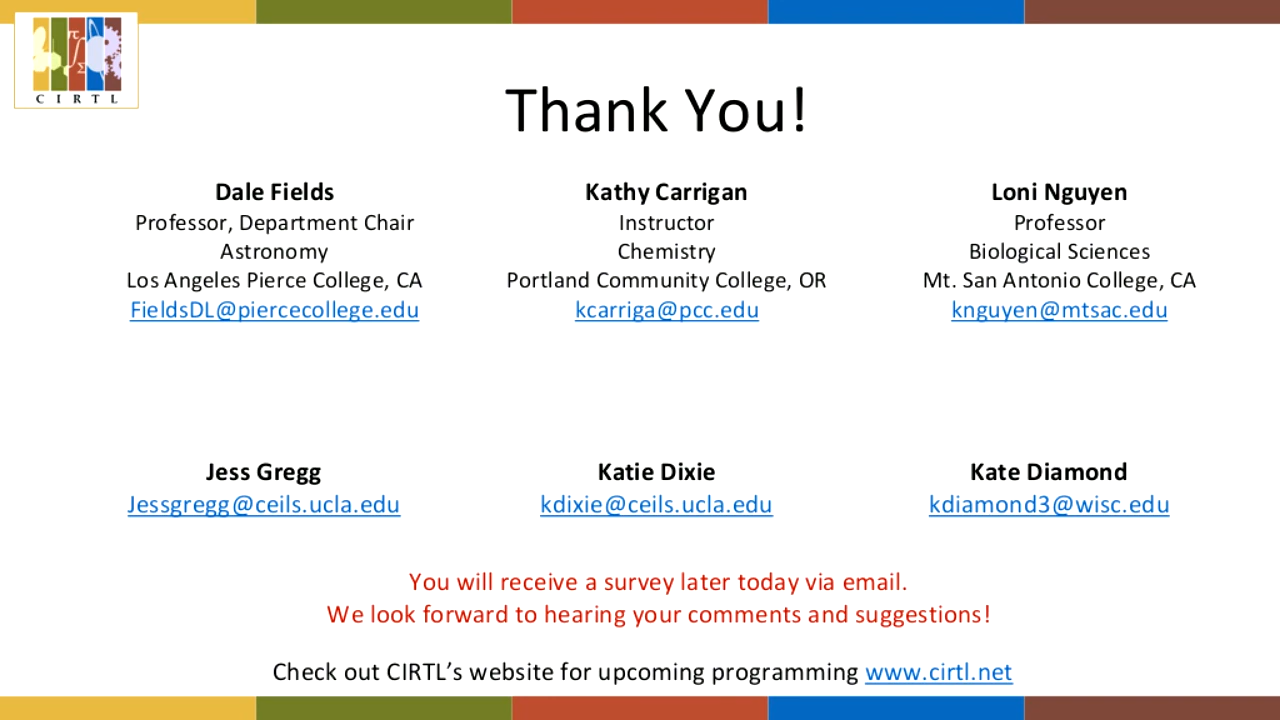 CIRTL
Thank You!
Dale Fields
Professor, Department Chair
Astronomy
Los Angeles Pierce College, CA
FieldsDL@piercecollege.edu
Kathy Carrigan
Instructor
Chemistry
Portland Community College, OR
kcarriga@pcc.edu
Loni Nguyen
Professor
Biological Sciences
Mt. San Antonio College, CA
knguyen@mtsac.edu
Jess Gregg
Jessgregg@ceils.ucla.edu
Katie Dixie
kdixie@ceils.ucla.edu
Kate Diamond
kdiamond3@wisc.edu
You will receive a survey later today via email.
We look forward to hearing your comments and suggestions!
Check out CIRTL’s website for upcoming programming www.cirtl.net